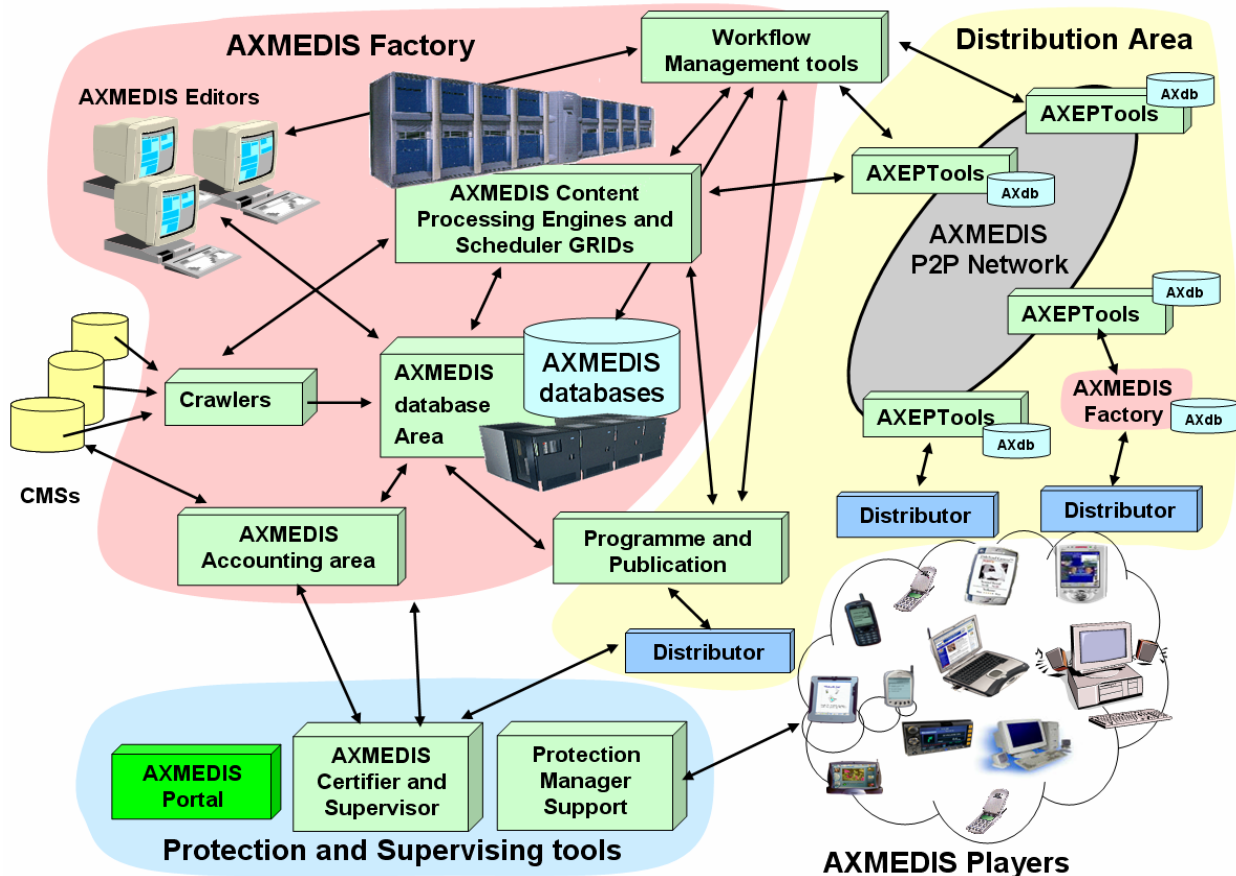 AXMEDIS Factory
Workflow
Management tools
Distribution Area
AXMEDIS Editors
AXEPTools
AXdb
AXEPTools
AXdb
AXMEDIS Content
Processing Engines and
Scheduler GRIDs
AXMEDIS
P2P Network
AXEPTools
AXdb
CMSs
Crawlers
AXMEDIS
database
Area
AXMEDIS
databases
AXMEDIS
Factory
AXdb
AXEPTools
AXdb
Distributor
Distributor
AXMEDIS
Accounting area
Programme and
Publication
Distributor
AXMEDIS
Portal
AXMEDIS
Certifier and
Supervisor
Protection
Manager
Support
Protection and Supervising tools
AXMEDIS Players